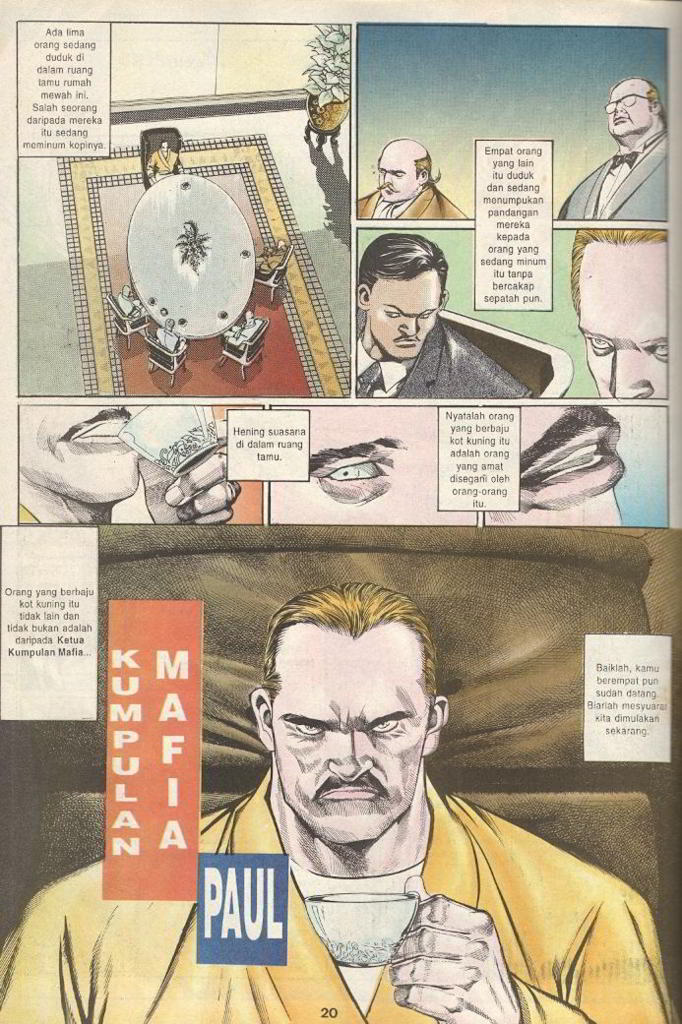 Ada lima
orang sedang
duduk di
dalam ruang
tamu rumah
mewah ini.
Salah seorang
daripada mereka
itu sedang
meminum kopinya.
Empat orang
yang lain
itu duduk
dan sedang
menumpukan
pandangan
mereka
kepada
orang yang
sedang minum
itu tanpa
bercakap
sepatah pun.
Hening suasana
di dalam ruang
tamu.
Nyatalah orang
yang berbaju
kot kuning itu
adalah orang
yang amat
disegani oleh
orang-orang
itu.
Orang yang berbaju
kot kuning itu
tidak lain dan
tidak bukan adalah
daripada Ketua
Kumpulan Mafia...
KUMPULAN
MAFIA
PAUL
Baiklah, kamu
berempat pun
sudah datang.
Biarlah mesyuarat
kita dimulakan
sekarang.
20